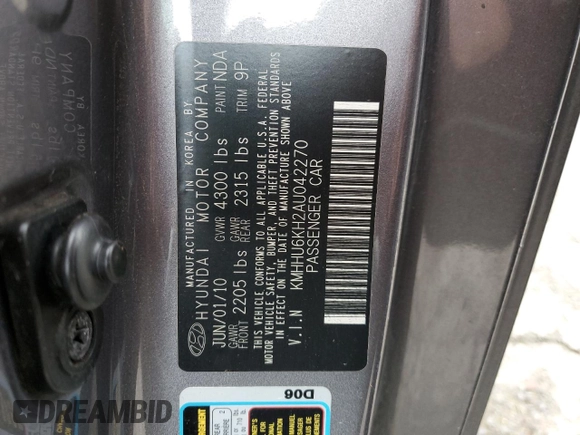 MANUFACTURED IN KOREA BY
HYUNDAI MOTOR COMPANY
JUN/01/10 GVWR 4300 lbs PAINT NDA
GAWR FRONT 2205 lbs GAWR REAR 2315 lbs TRIM 9P
THIS VEHICLE CONFORMS TO ALL APPLICABLE U.S.A. FEDERAL
MOTOR VEHICLE SAFETY, BUMPER, AND THEFT PREVENTION STANDARDS
IN EFFECT ON THE DATE OF MANUFACTURE SHOWN ABOVE
V.I.N KMHHU6KH2AU042270
PASSENGER CAR
D06
DREAMBID